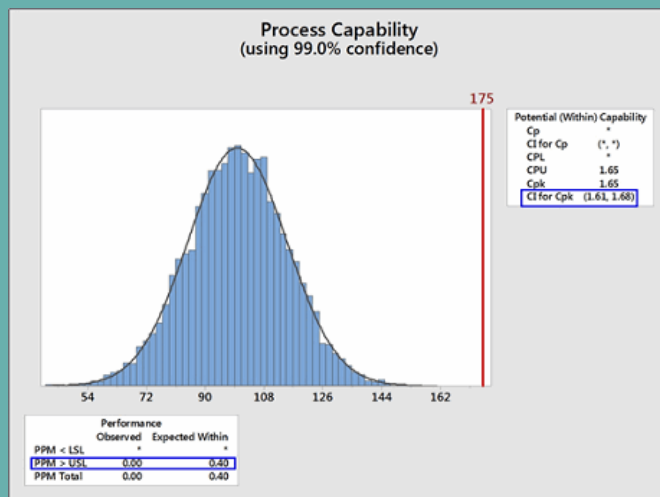 Process Capability
(using 99.0% confidence)
175
Potential (Within) Capability
Cp *
CI for Cp (*, *)
CPL *
CPU 1.65
Cpk 1.65
CI for Cpk (1.61, 1.68)
54 72 90 108 126 144 162
Performance
Observed Expected Within
PPM < LSL * *
PPM > USL 0.00 0.40
PPM Total 0.00 0.40